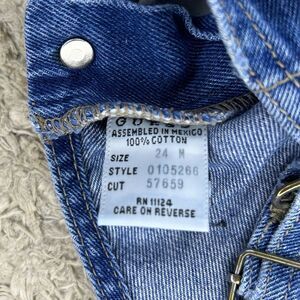 ASSEMBLED IN MEXICO
100% COTTON
SIZE 24 M
STYLE 0105266
CUT 57659
RN 11124
CARE ON REVERSE